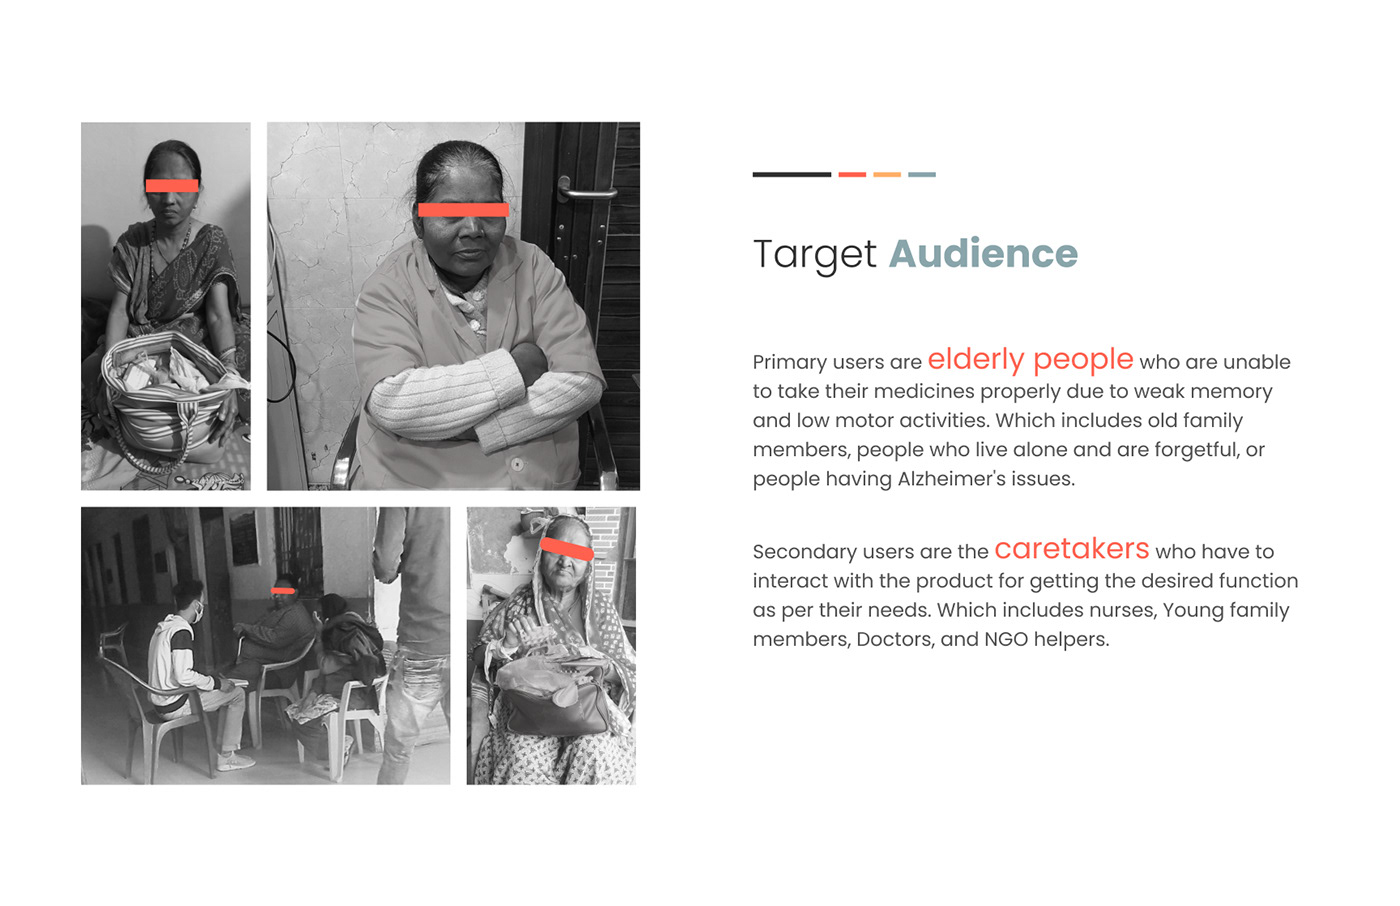 Target Audience
Primary users are elderly people who are unable
to take their medicines properly due to weak memory
and low motor activities. Which includes old family
members, people who live alone and are forgetful, or
people having Alzheimer's issues.
Secondary users are the caretakers who have to
interact with the product for getting the desired function
as per their needs. Which includes nurses, Young family
members, Doctors, and NGO helpers.